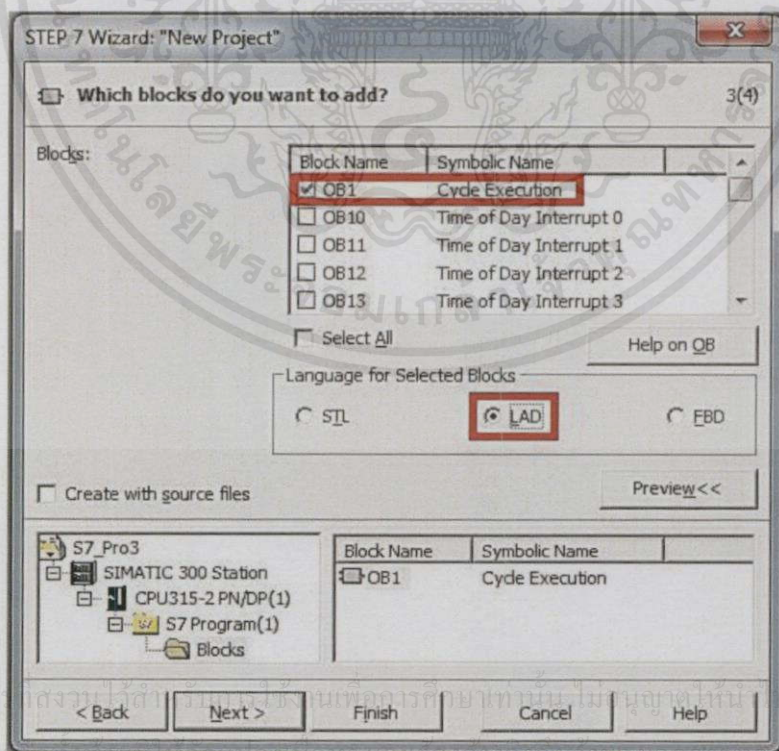 STEP 7 Wizard: "New Project"
Which blocks do you want to add? 3(4)
Blocks:
Block Name Symbolic Name
OB1 Cycle Execution
OB10 Time of Day Interrupt 0
OB11 Time of Day Interrupt 1
OB12 Time of Day Interrupt 2
OB13 Time of Day Interrupt 3
Select All
Help on OB
Language for Selected Blocks
STL LAD FBD
Create with source files
Preview<<
S7_Pro3
SIMATIC 300 Station
CPU315-2 PN/DP(1)
S7 Program(1)
Blocks
Block Name Symbolic Name
OB1 Cycle Execution
< Back Next > Finish Cancel Help